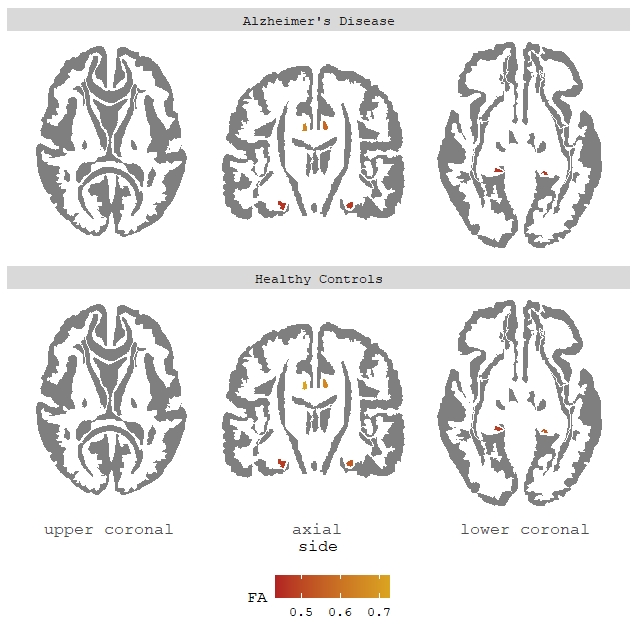 Alzheimer's Disease
Healthy Controls
upper coronal axial lower coronal
side
FA
0.5 0.6 0.7